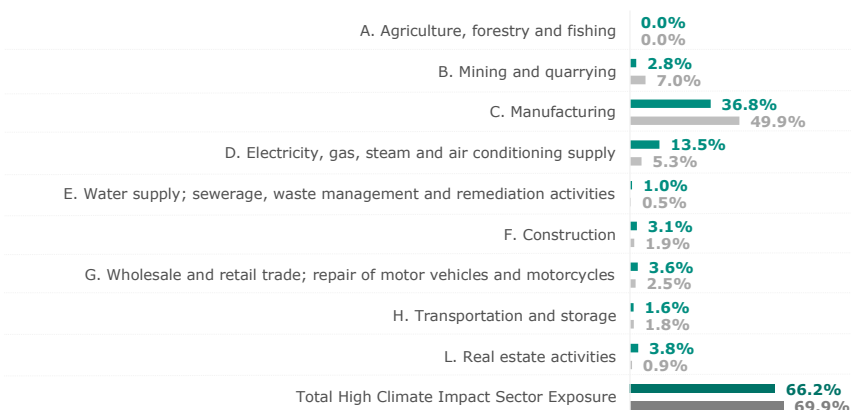 A. Agriculture, forestry and fishing
0.0%
0.0%
B. Mining and quarrying
2.8%
7.0%
C. Manufacturing
36.8%
49.9%
D. Electricity, gas, steam and air conditioning supply
13.5%
5.3%
E. Water supply; sewerage, waste management and remediation activities
1.0%
0.5%
F. Construction
3.1%
1.9%
G. Wholesale and retail trade; repair of motor vehicles and motorcycles
3.6%
2.5%
H. Transportation and storage
1.6%
1.8%
L. Real estate activities
3.8%
0.9%
Total High Climate Impact Sector Exposure
66.2%
69.9%